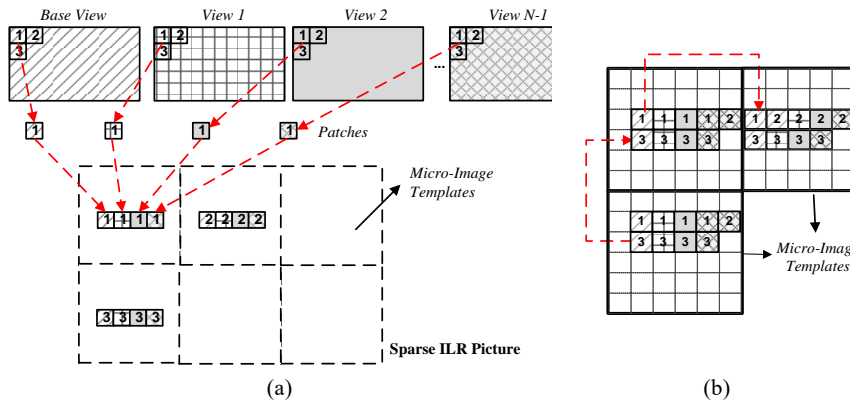 Base View View 1 View 2 View N-1
1 2 1 2 1 2 1 2
3 3 3 3
...
1 1 1 1 Patches
Micro-Image
Templates
1 1 1 1 2 2 2 2
3 3 3 3
Sparse ILR Picture
(a)
1 1 1 1 2 1 2 2 2 2
3 3 3 3 3 3 3 3
1 1 1 1 2
3 3 3 3
Micro-Imag
Templates
(b)